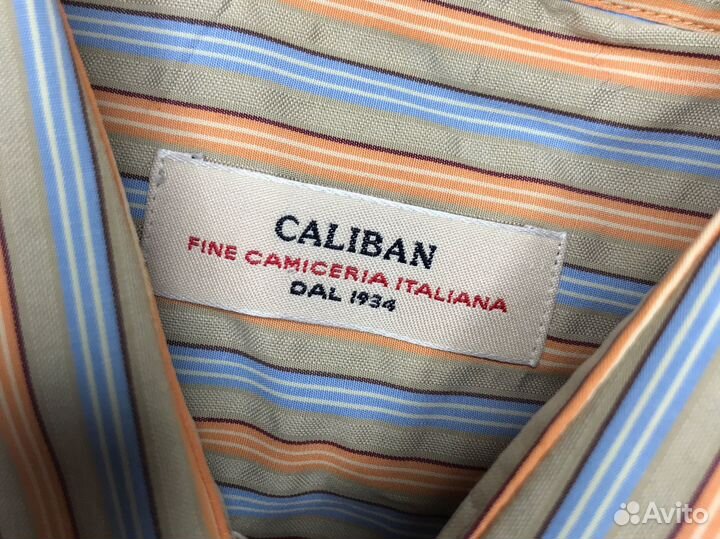 CALIBAN
FINE CAMICERIA ITALIANA
DAL 1934
Avito